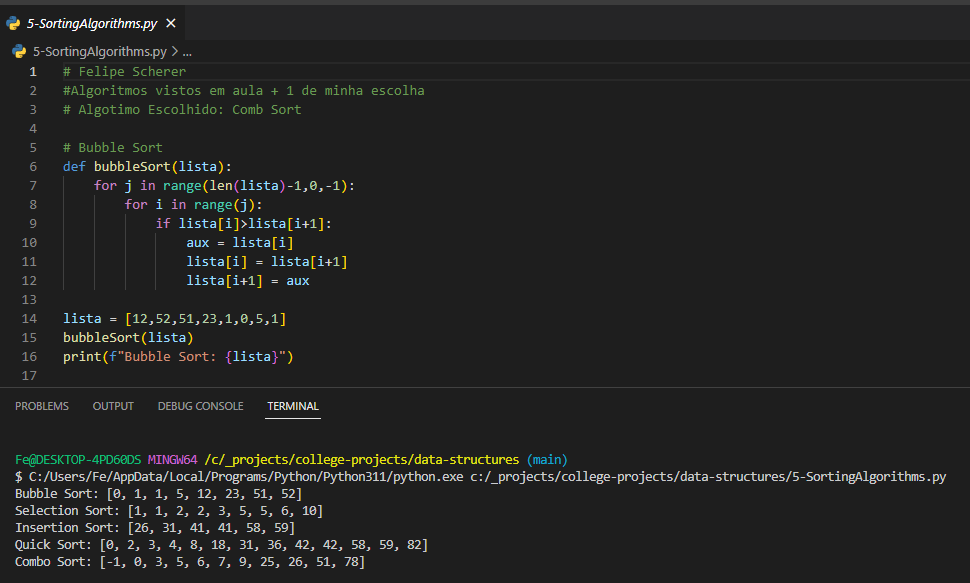 5-SortingAlgorithms.py
5-SortingAlgorithms.py > ...
1 # Felipe Scherer
2 #Algoritmos vistos em aula + 1 de minha escolha
3 # Algotimo Escolhido: Comb Sort
4
5 # Bubble Sort
6 def bubbleSort(lista):
7     for j in range(len(lista)-1,0,-1):
8         for i in range(j):
9             if lista[i]>lista[i+1]:
10                 aux = lista[i]
11                 lista[i] = lista[i+1]
12                 lista[i+1] = aux
13
14 lista = [12,52,51,23,1,0,5,1]
15 bubbleSort(lista)
16 print(f"Bubble Sort: {lista}")
17
PROBLEMS OUTPUT DEBUG CONSOLE TERMINAL
Fe@DESKTOP-4PD60DS MINGW64 /c/_projects/college-projects/data-structures (main)
$ C:/Users/Fe/AppData/Local/Programs/Python/Python311/python.exe c:/_projects/college-projects/data-structures/5-SortingAlgorithms.py
Bubble Sort: [0, 1, 1, 5, 12, 23, 51, 52]
Selection Sort: [1, 1, 2, 2, 3, 5, 5, 6, 10]
Insertion Sort: [26, 31, 41, 41, 58, 59]
Quick Sort: [0, 2, 3, 4, 8, 18, 31, 36, 42, 42, 58, 59, 82]
Combo Sort: [-1, 0, 3, 5, 6, 7, 9, 25, 26, 51, 78]